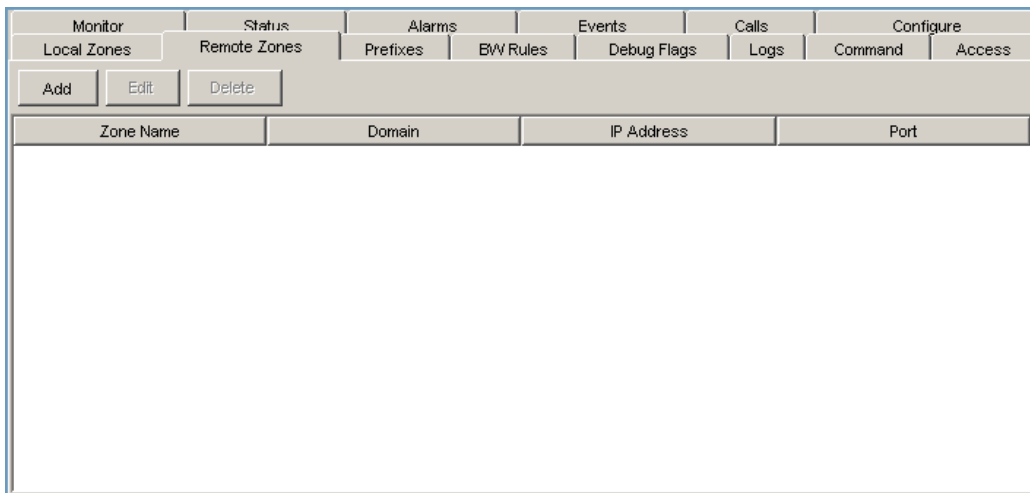 Monitor Status Alarms Events Calls Configure
Local Zones Remote Zones Prefixes BW Rules Debug Flags Logs Command Access
Add Edit Delete
Zone Name Domain IP Address Port